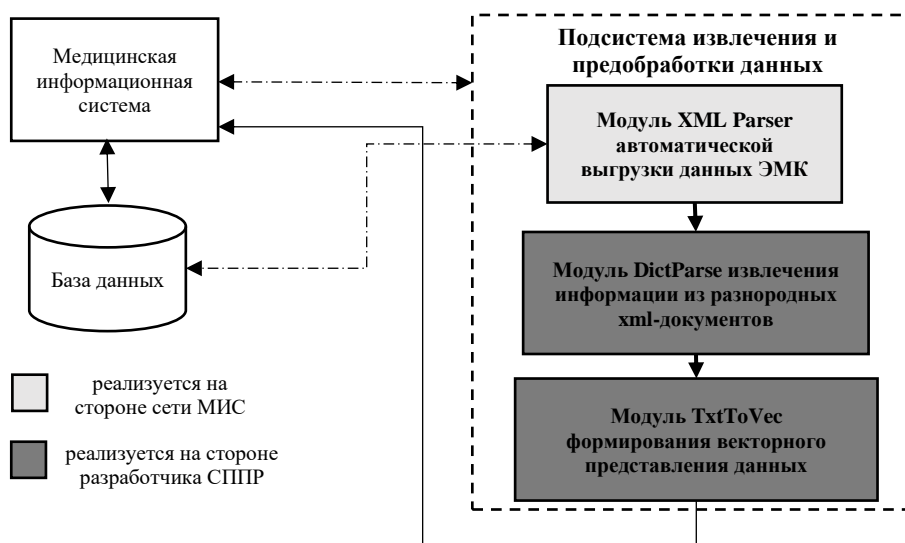 Медицинская
информационная
система
База данных
реализуется на
стороне сети МИС
реализуется на стороне
разработчика СППР
Подсистема извлечения и
предобработки данных
Модуль XML Parser
автоматической
выгрузки данных ЭМК
Модуль DictParse извлечения
информации из разнородных
xml-документов
Модуль TxtToVec
формирования векторного
представления данных